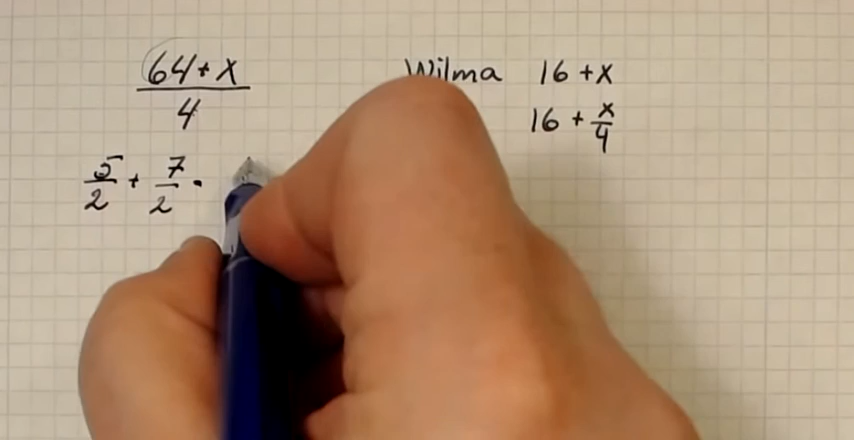 (64+x)/4
Wilma 16 + x
16 + x/4
5/2 + 7/2 ·